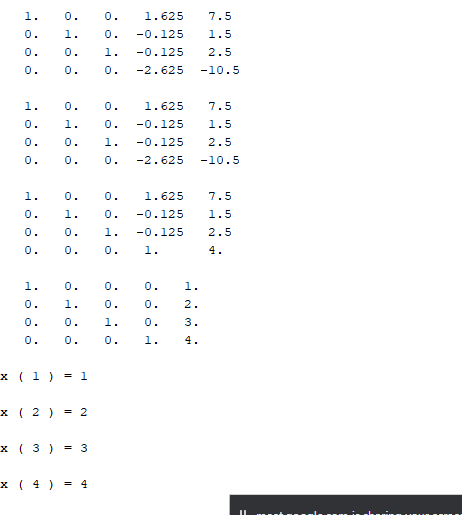 1. 0. 0. 1.625 7.5
0. 1. 0. -0.125 1.5
0. 0. 1. -0.125 2.5
0. 0. 0. -2.625 -10.5
1. 0. 0. 1.625 7.5
0. 1. 0. -0.125 1.5
0. 0. 1. -0.125 2.5
0. 0. 0. -2.625 -10.5
1. 0. 0. 1.625 7.5
0. 1. 0. -0.125 1.5
0. 0. 1. -0.125 2.5
0. 0. 0. 1. 4.
1. 0. 0. 0. 1.
0. 1. 0. 0. 2.
0. 0. 1. 0. 3.
0. 0. 0. 1. 4.
x ( 1 ) = 1
x ( 2 ) = 2
x ( 3 ) = 3
x ( 4 ) = 4